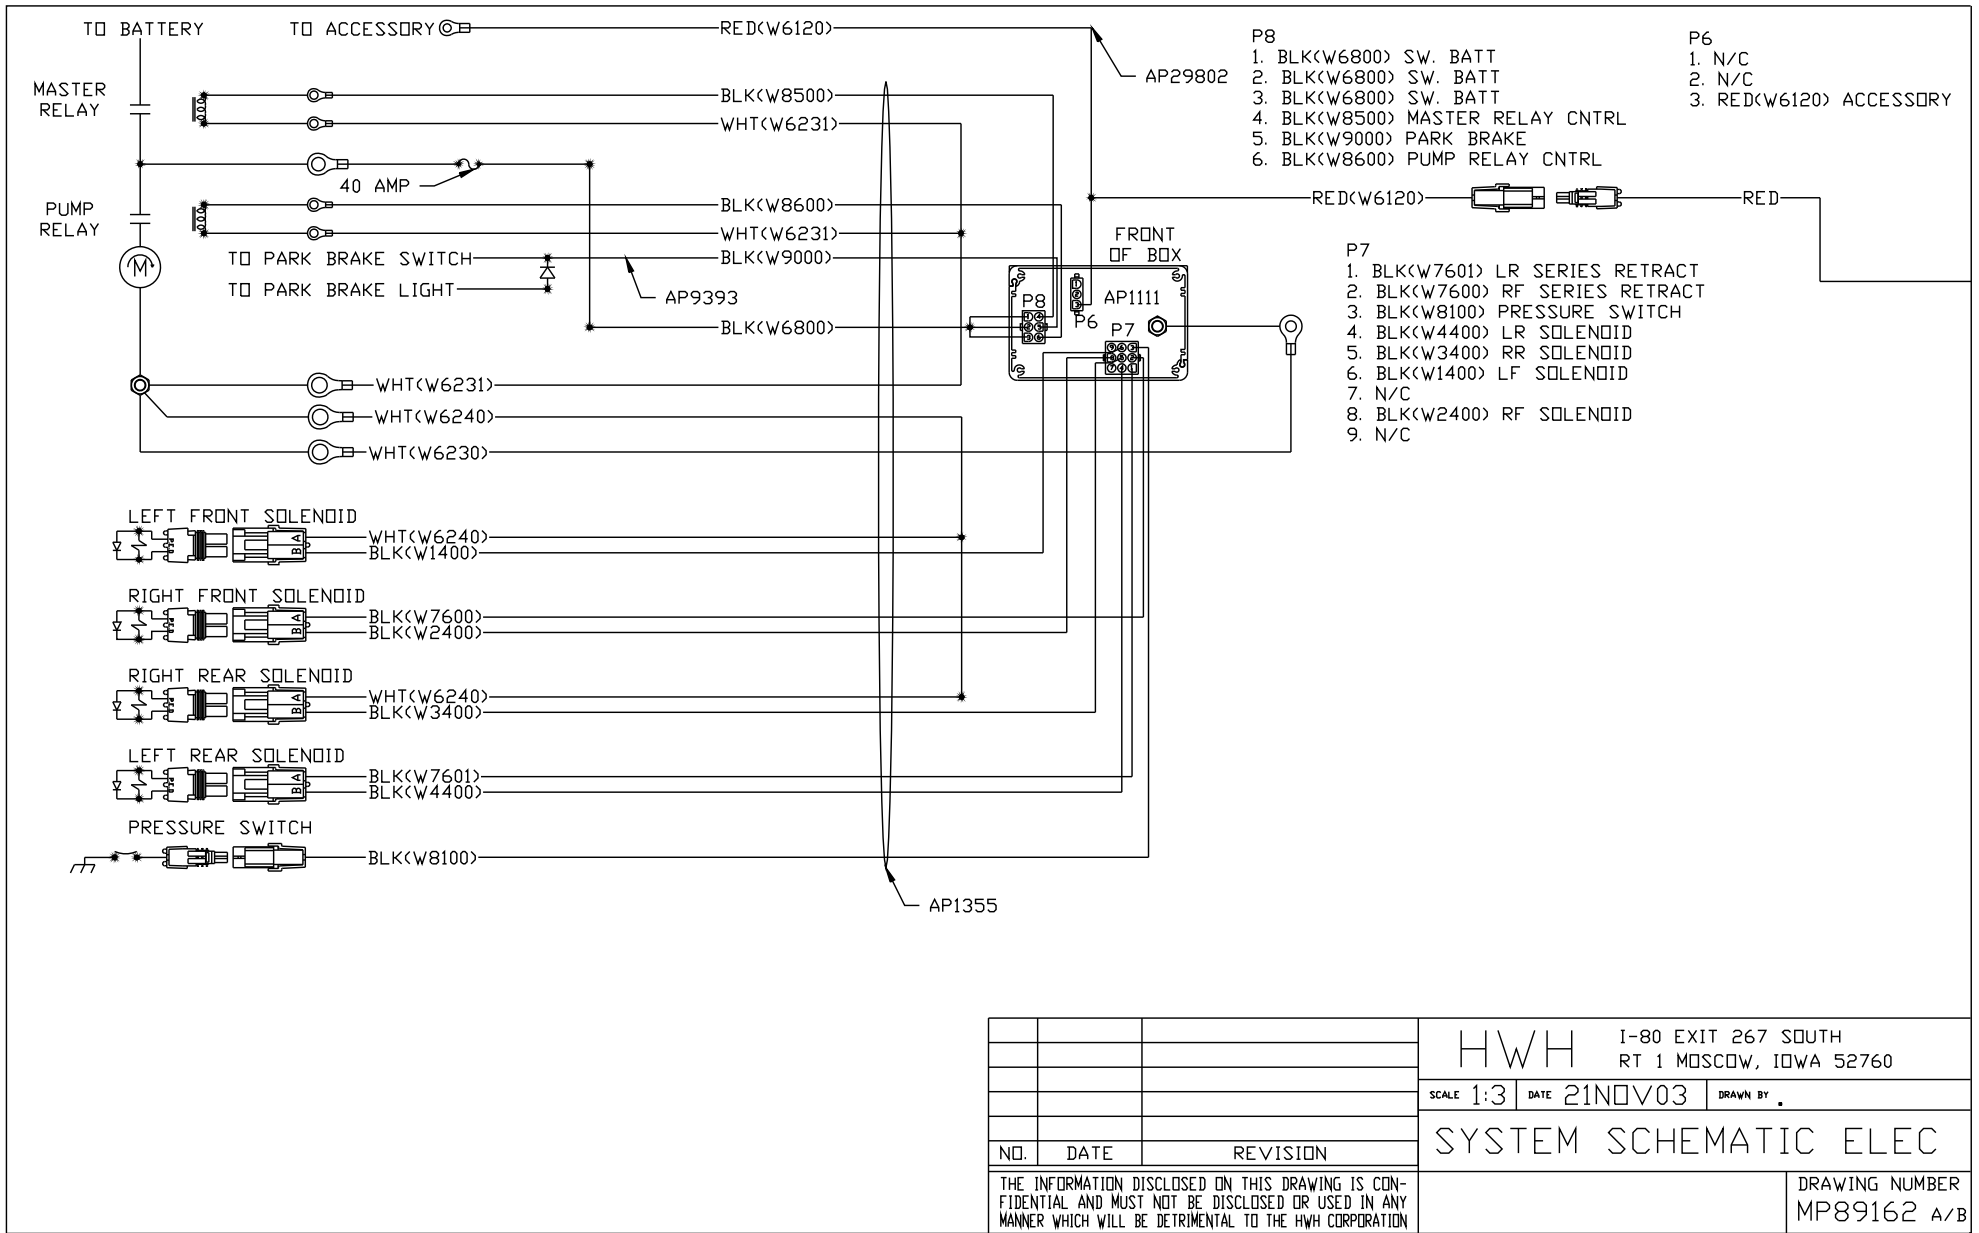 TO BATTERY
TO ACCESSORY
RED(W6120)
AP29802
MASTER
RELAY
BLK(W8500)
WHT(W6231)
40 AMP
PUMP
RELAY
BLK(W8600)
WHT(W6231)
TO PARK BRAKE SWITCH
BLK(W9000)
TO PARK BRAKE LIGHT
AP9393
BLK(W6800)
M
WHT(W6231)
WHT(W6240)
WHT(W6230)
P8
1. BLK(W6800) SW. BATT
2. BLK(W6800) SW. BATT
3. BLK(W6800) SW. BATT
4. BLK(W8500) MASTER RELAY CNTRL
5. BLK(W9000) PARK BRAKE
6. BLK(W8600) PUMP RELAY CNTRL
P6
1. N/C
2. N/C
3. RED(W6120) ACCESSORY
RED(W6120)
RED
FRONT
OF BOX
P8
P6
AP1111
P7
P7
1. BLK(W7601) LR SERIES RETRACT
2. BLK(W7600) RF SERIES RETRACT
3. BLK(W8100) PRESSURE SWITCH
4. BLK(W4400) LR SOLENOID
5. BLK(W3400) RR SOLENOID
6. BLK(W1400) LF SOLENOID
7. N/C
8. BLK(W2400) RF SOLENOID
9. N/C
LEFT FRONT SOLENOID
A
B
WHT(W6240)
BLK(W1400)
RIGHT FRONT SOLENOID
A
B
BLK(W7600)
BLK(W2400)
RIGHT REAR SOLENOID
A
B
WHT(W6240)
BLK(W3400)
LEFT REAR SOLENOID
A
B
BLK(W7601)
BLK(W4400)
PRESSURE SWITCH
BLK(W8100)
AP1355
HWH
I-80 EXIT 267 SOUTH
RT 1 MOSCOW, IOWA 52760
SCALE 1:3
DATE 21NOV03
DRAWN BY .
SYSTEM SCHEMATIC ELEC
NO.
DATE
REVISION
THE INFORMATION DISCLOSED ON THIS DRAWING IS CON-
FIDENTIAL AND MUST NOT BE DISCLOSED OR USED IN ANY
MANNER WHICH WILL BE DETRIMENTAL TO THE HWH CORPORATION
DRAWING NUMBER
MP89162 A/B